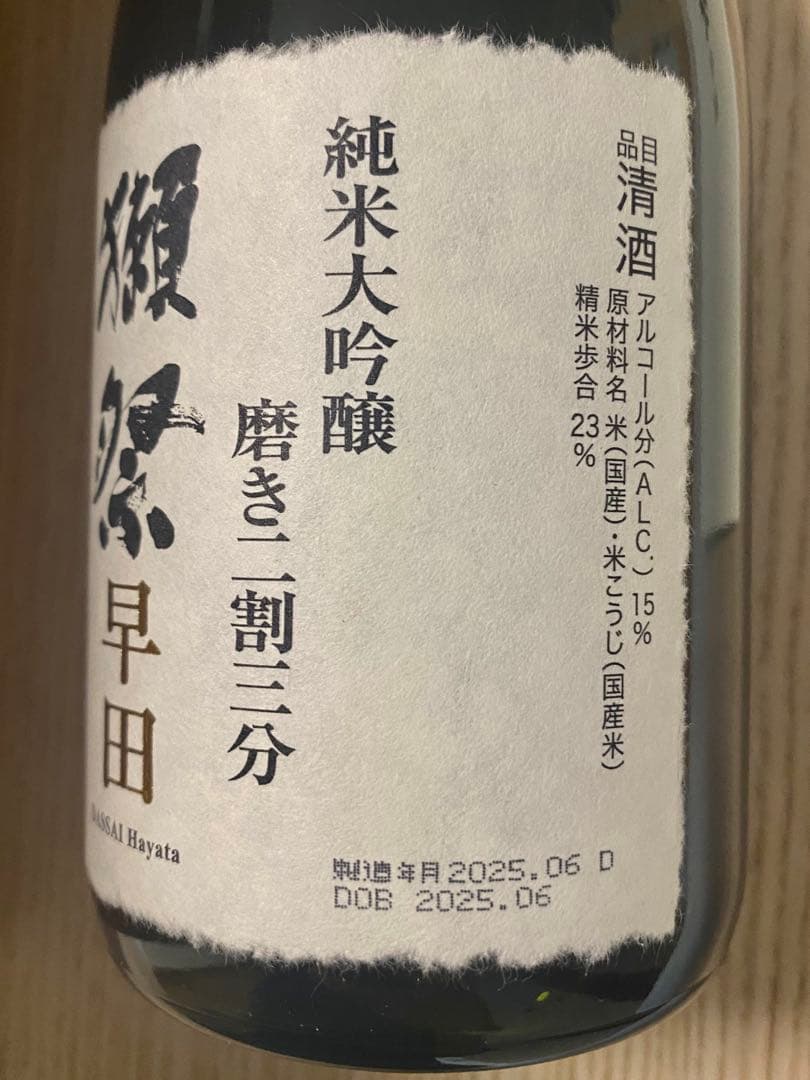 品目 清酒
アルコール分(ALC.) 15%
原材料名 米(国産)・米こうじ(国産米)
精米歩合 23%
純米大吟醸
磨き二割三分
獺祭
早田
DASSAI Hayata
製造年月 2025.06 D
DOB 2025.06